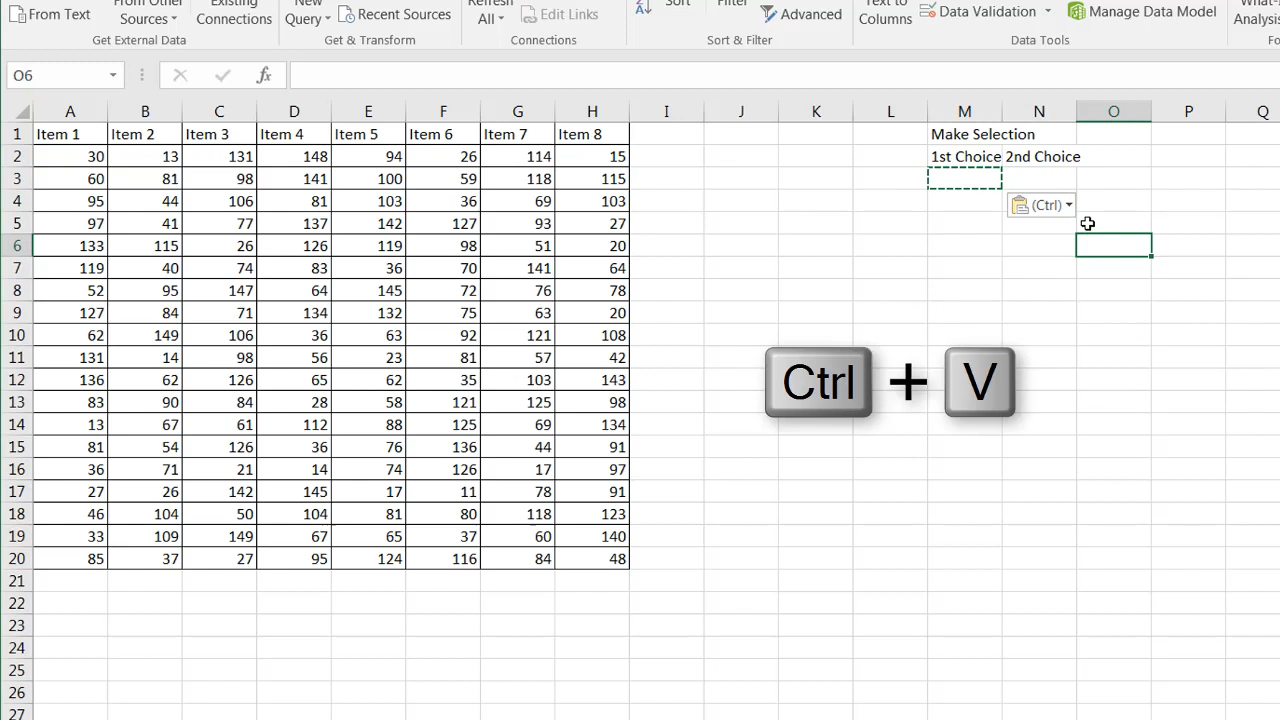 From Text
From Other
Sources
Existing
Connections
New
Query
Recent Sources
Refresh
All
Edit Links
Sort
Filter
Advanced
Text to
Columns
Data Validation
Manage Data Model
What-
Analysis
Get External Data
Get & Transform
Connections
Sort & Filter
Data Tools
Fo
O6
fx
A B C D E F G H I J K L M N O P Q
1 Item 1 Item 2 Item 3 Item 4 Item 5 Item 6 Item 7 Item 8 Make Selection
2 30 13 131 148 94 26 114 15 1st Choice 2nd Choice
3 60 81 98 141 100 59 118 115
4 95 44 106 81 103 36 69 103 (Ctrl)
5 97 41 77 137 142 127 93 27
6 133 115 26 126 119 98 51 20
7 119 40 74 83 36 70 141 64
8 52 95 147 64 145 72 76 78
9 127 84 71 134 132 75 63 20
10 62 149 106 36 63 92 121 108
11 131 14 98 56 23 81 57 42
12 136 62 126 65 62 35 103 143
13 83 90 84 28 58 121 125 98
14 13 67 61 112 88 125 69 134
15 81 54 126 36 76 136 44 91
16 36 71 21 14 74 126 17 97
17 27 26 142 145 17 11 78 91
18 46 104 50 104 81 80 118 123
19 33 109 149 67 65 37 60 140
20 85 37 27 95 124 116 84 48
21
22
23
24
25
26
27
Ctrl + V